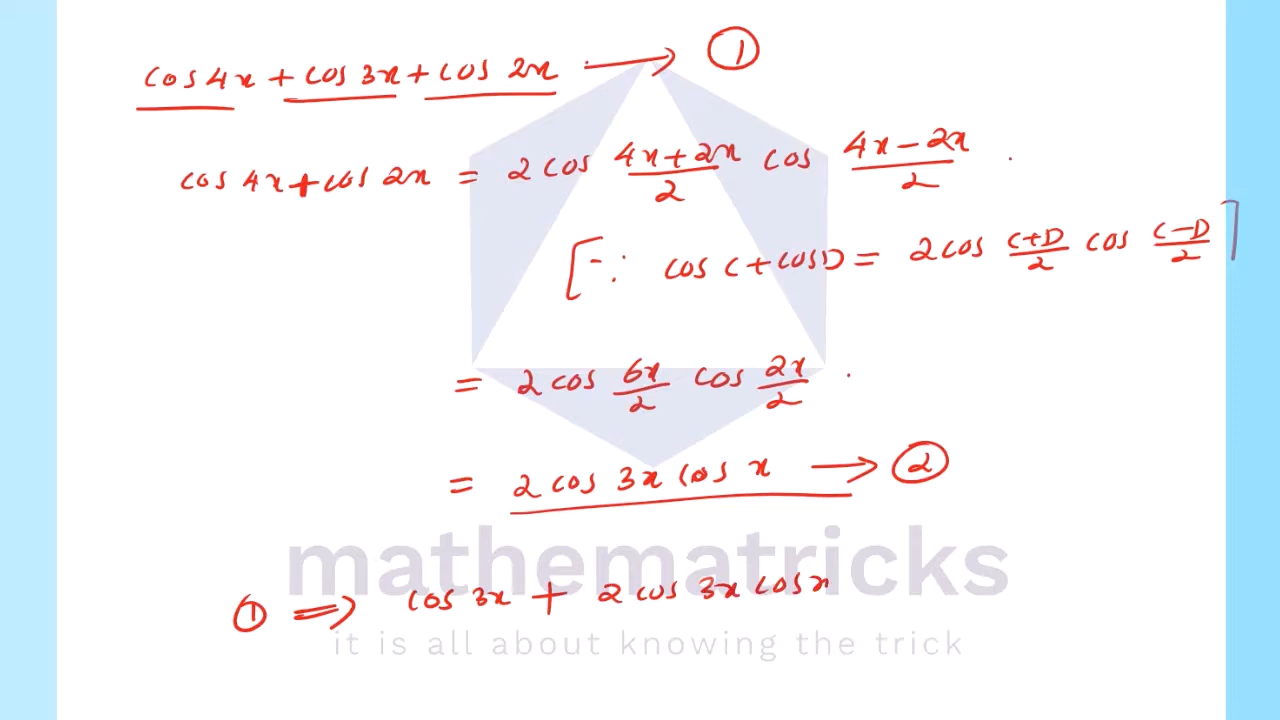 cos 4x + cos 3x + cos 2x ⟶ ①
cos 4x + cos 2x = 2 cos (4x+2x)/2 cos (4x-2x)/2 .
[∵ cos C + cos D = 2 cos (C+D)/2 cos (C-D)/2 ]
= 2 cos 6x/2 cos 2x/2 .
= 2 cos 3x cos x ⟶ ②
mathematricks
① ⟹ cos 3x + 2 cos 3x cos x
it is all about knowing the trick